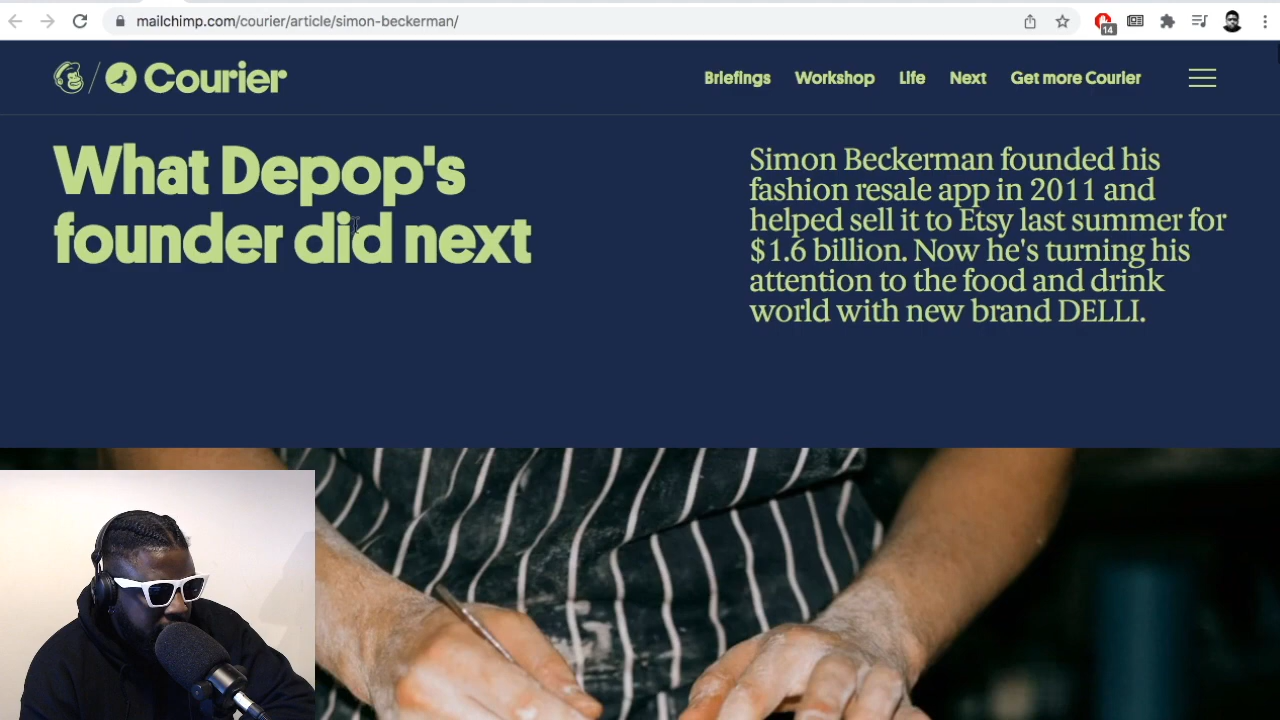 mailchimp.com/courier/article/simon-beckerman/
14
Courier
Briefings Workshop Life Next Get more Courier
What Depop's
founder did next
Simon Beckerman founded his
fashion resale app in 2011 and
helped sell it to Etsy last summer for
$1.6 billion. Now he's turning his
attention to the food and drink
world with new brand DELLI.